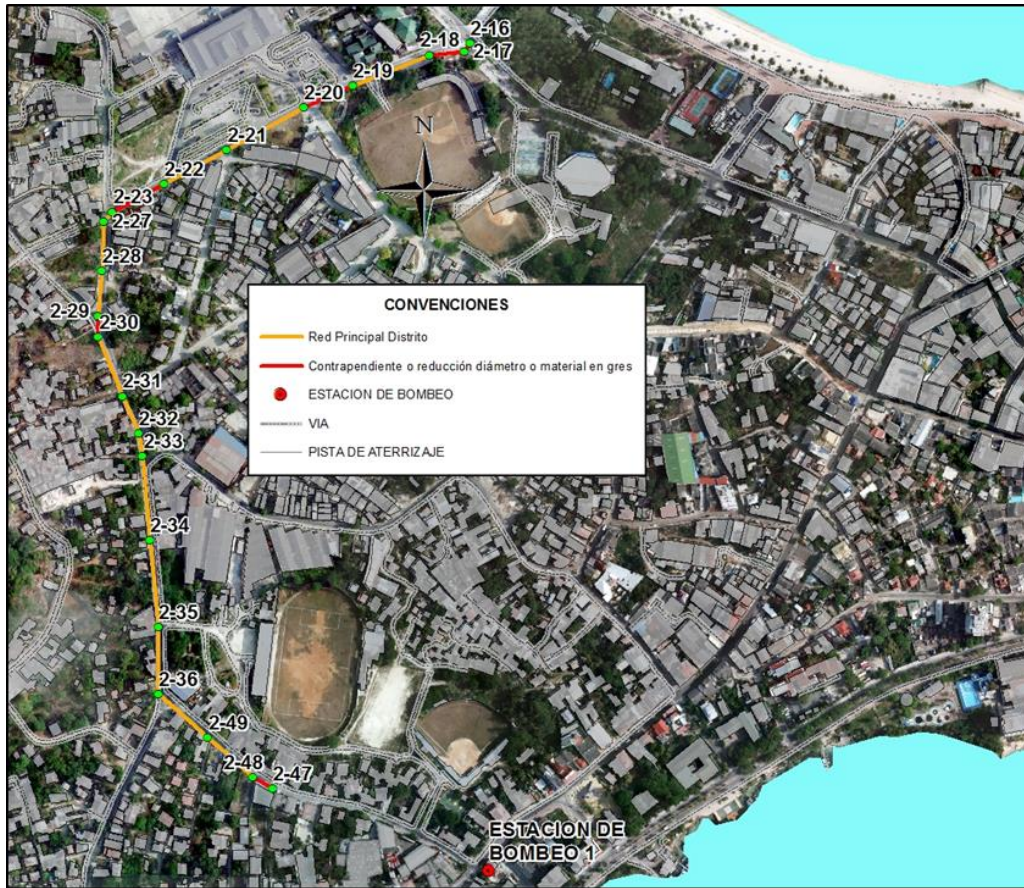 2-16
2-18
2-17
2-19
2-20
N
2-21
2-22
2-23
2-27
2-28
2-29
2-30
CONVENCIONES
Red Principal Distrito
Contrapendiente o reducción diámetro o material en gres
ESTACION DE BOMBEO
VIA
PISTA DE ATERRIZAJE
2-31
2-32
2-33
2-34
2-35
2-36
2-49
2-48
2-47
ESTACION DE
BOMBEO 1